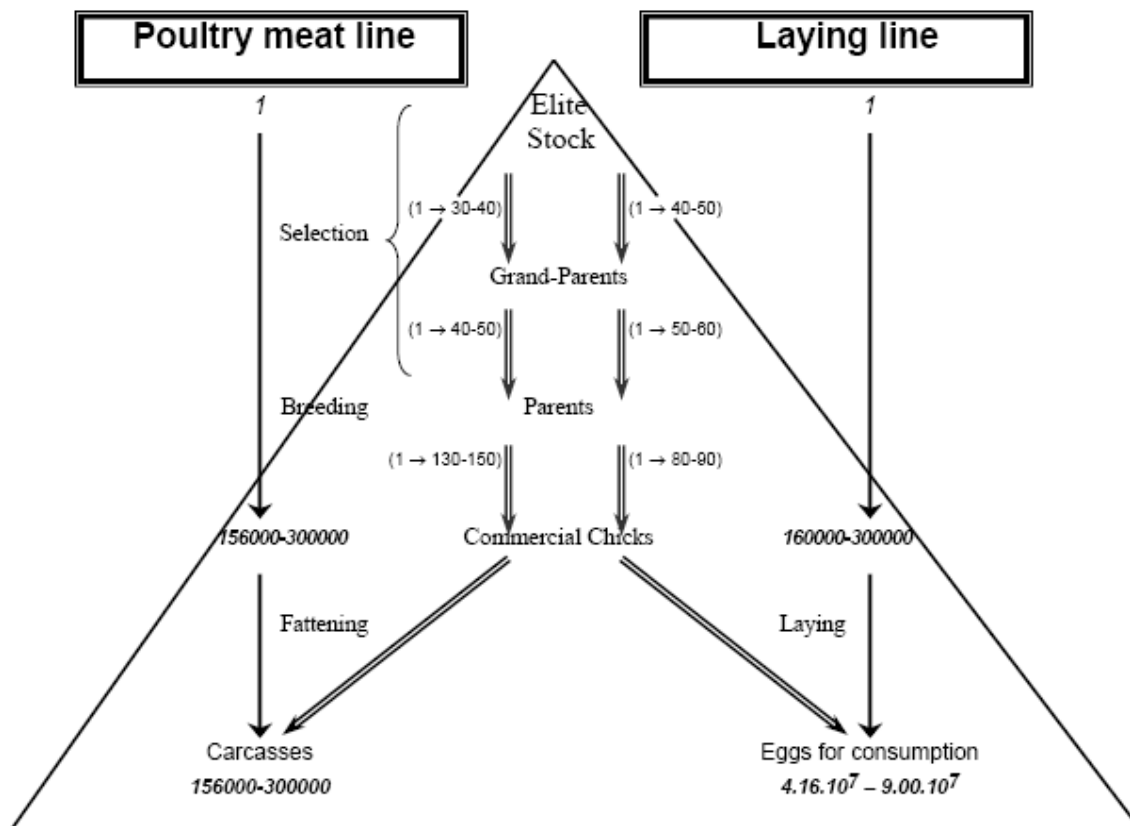 Poultry meat line
Laying line
1
Elite
Stock
1
(1 → 30-40)
(1 → 40-50)
Selection
Grand-Parents
(1 → 40-50)
(1 → 50-60)
Breeding
Parents
(1 → 130-150)
(1 → 80-90)
156000-300000
Commercial Chicks
160000-300000
Fattening
Laying
Carcasses
Eggs for consumption
156000-300000
4.16.10⁷ – 9.00.10⁷